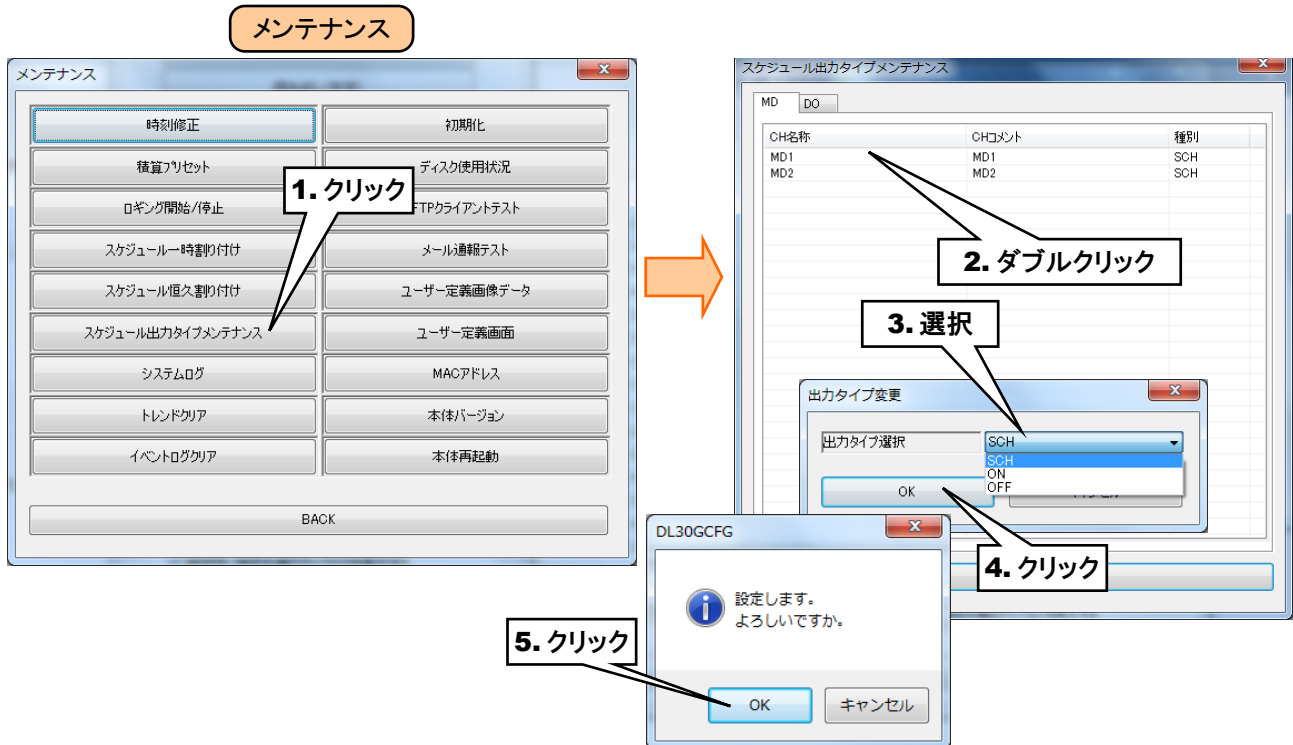 メンテナンス
メンテナンス
時刻修正
初期化
積算プリセット
ディスク使用状況
ロギング開始/停止
FTPクライアントテスト
スケジュール一時割り付け
メール通報テスト
スケジュール恒久割り付け
ユーザー定義画像データ
スケジュール出力タイプメンテナンス
ユーザー定義画面
システムログ
MACアドレス
トレンドクリア
本体バージョン
イベントログクリア
本体再起動
BACK
1. クリック
スケジュール出力タイプメンテナンス
MD DO
CH名称 CHコメント 種別
MD1 MD1 SCH
MD2 MD2 SCH
2. ダブルクリック
3. 選択
出力タイプ変更
出力タイプ選択 SCH
SCH
ON
OFF
OK
4. クリック
DL30GCFG
設定します。
よろしいですか。
5. クリック
OK キャンセル